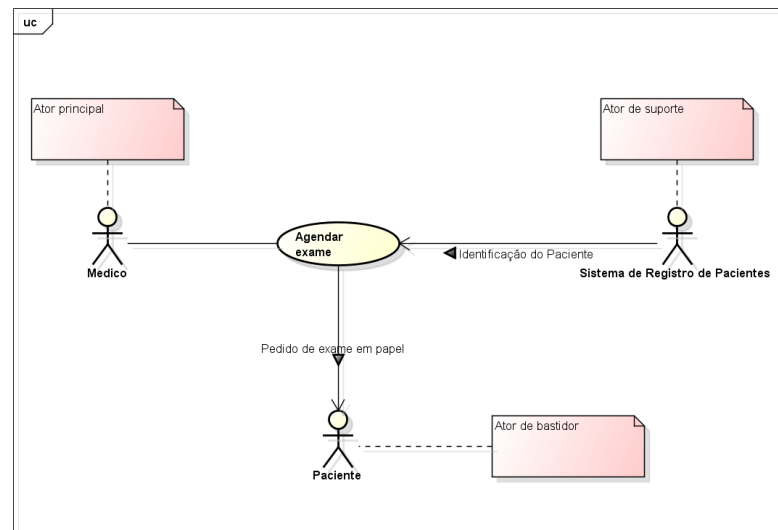 uc
Ator principal
Ator de suporte
Agendar
exame
Identificação do Paciente
Medico
Sistema de Registro de Pacientes
Pedido de exame em papel
Ator de bastidor
Paciente